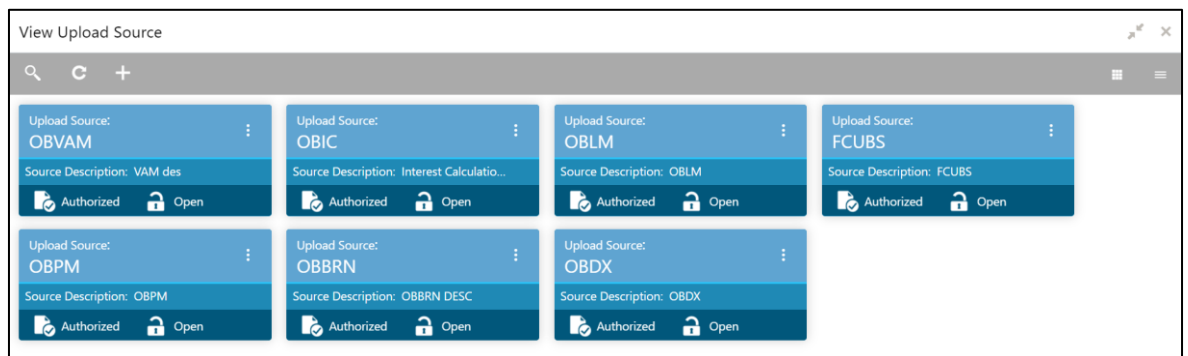 View Upload Source
Upload Source:
OBVAM
Source Description: VAM des
Authorized Open
Upload Source:
OBIC
Source Description: Interest Calculatio...
Authorized Open
Upload Source:
OBLM
Source Description: OBLM
Authorized Open
Upload Source:
FCUBS
Source Description: FCUBS
Authorized Open
Upload Source:
OBPM
Source Description: OBPM
Authorized Open
Upload Source:
OBBRN
Source Description: OBBRN DESC
Authorized Open
Upload Source:
OBDX
Source Description: OBDX
Authorized Open